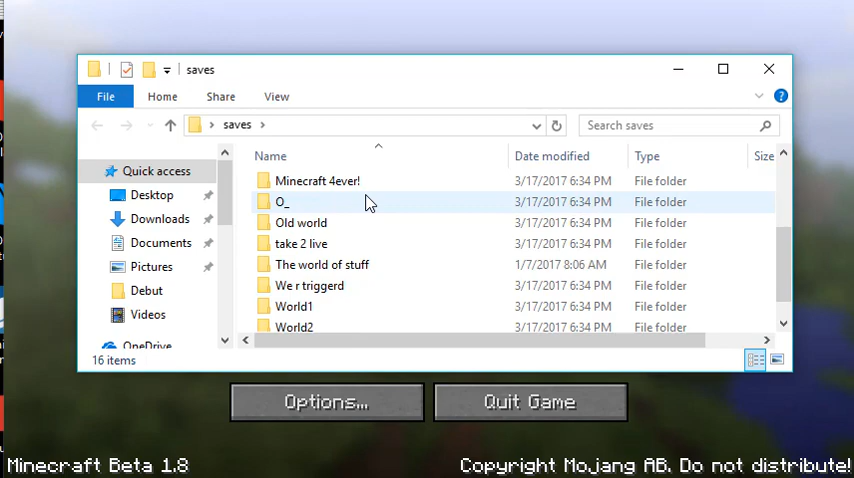 saves
File Home Share View
saves
Search saves
Name Date modified Type Size
Quick access
Desktop
Downloads
Documents
Pictures
Debut
Videos
OneDrive
Minecraft 4ever! 3/17/2017 6:34 PM File folder
O_ 3/17/2017 6:34 PM File folder
Old world 3/17/2017 6:34 PM File folder
take 2 live 3/17/2017 6:34 PM File folder
The world of stuff 1/7/2017 8:06 AM File folder
We r triggerd 3/17/2017 6:34 PM File folder
World1 3/17/2017 6:34 PM File folder
World2 3/17/2017 6:34 PM File folder
16 items
Options... Quit Game
Minecraft Beta 1.8 Copyright Mojang AB. Do not distribute!